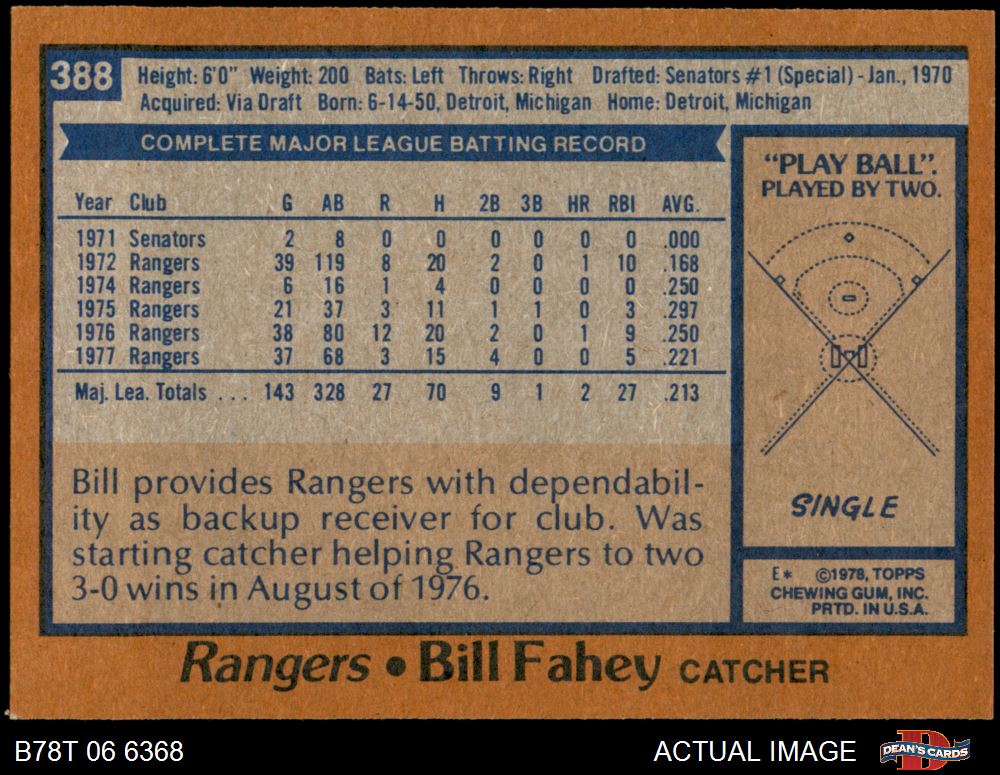 388 Height: 6'0" Weight: 200 Bats: Left Throws: Right Drafted: Senators #1 (Special) - Jan., 1970
Acquired: Via Draft Born: 6-14-50, Detroit, Michigan Home: Detroit, Michigan
COMPLETE MAJOR LEAGUE BATTING RECORD
Year Club G AB R H 2B 3B HR RBI AVG.
1971 Senators 2 8 0 0 0 0 0 0 .000
1972 Rangers 39 119 8 20 2 0 1 10 .168
1974 Rangers 6 16 1 4 0 0 0 0 .250
1975 Rangers 21 37 3 11 1 1 0 3 .297
1976 Rangers 38 80 12 20 2 0 1 9 .250
1977 Rangers 37 68 3 15 4 0 0 5 .221
Maj. Lea. Totals . . . 143 328 27 70 9 1 2 27 .213
Bill provides Rangers with dependabil-
ity as backup receiver for club. Was
starting catcher helping Rangers to two
3-0 wins in August of 1976.
"PLAY BALL".
PLAYED BY TWO.
SINGLE
E* ©1978, TOPPS
CHEWING GUM, INC.
PRTD. IN U.S.A.
Rangers • Bill Fahey CATCHER
B78T 06 6368 ACTUAL IMAGE D DEAN'S CARDS